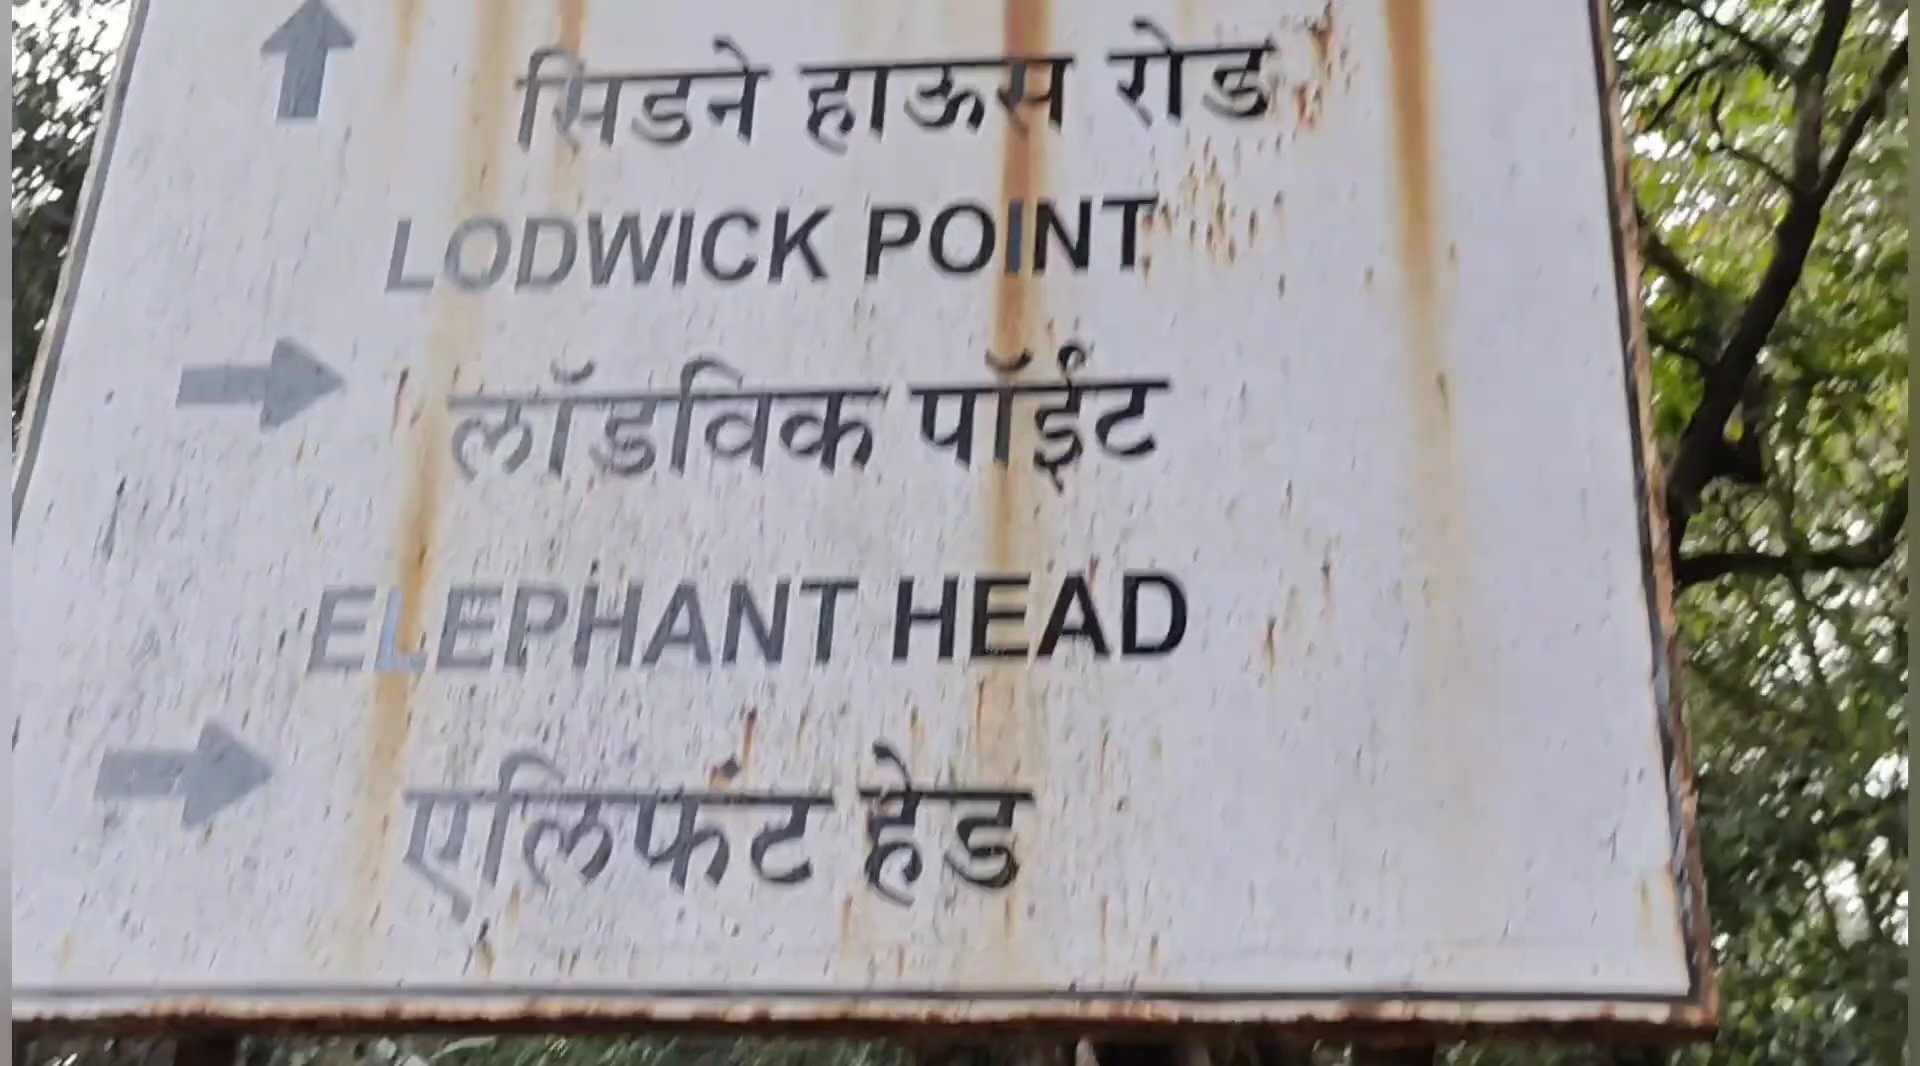 सिडने हाऊस रोड
LODWICK POINT
लॉडविक पॉईंट
ELEPHANT HEAD
एलिफंट हेड